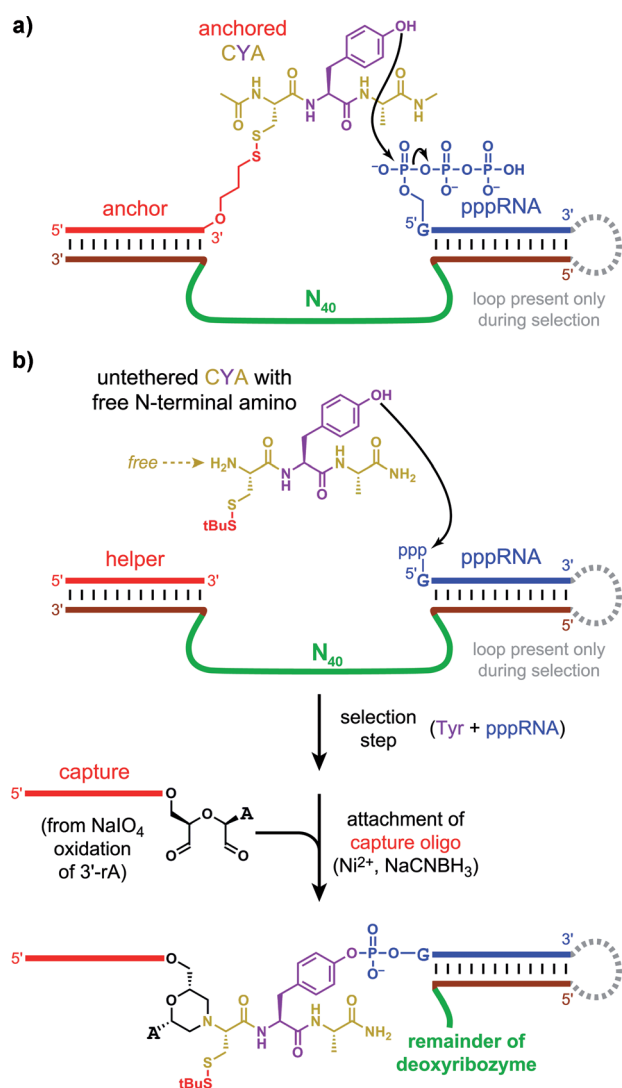 a)
anchored
CYA
OH
O
H
N
O
H
N
O
N
H
O
N
H
S
S
O
O O O
⁻O P O P O P OH
O O⁻ O⁻
anchor
pppRNA
5' 3' 5' G 3'
3' 5'
N40
loop present only
during selection
b)
untethered CYA with
free N-terminal amino
OH
free
H2N
O
N
H
O
H
N
O
NH2
S
tBuS
helper
ppp
pppRNA
5' 3' 5' G 3'
3' 5'
N40
loop present only
during selection
selection
step
(Tyr + pppRNA)
capture
5' O
O A
O O
(from NaIO4
oxidation
of 3'-rA)
attachment of
capture oligo
(Ni2+, NaCNBH3)
5' O
O
O P O G 3'
O⁻
5'
O
A
N
O
N
H
O
H
N
O
NH2
S
tBuS
remainder of
deoxyribozyme